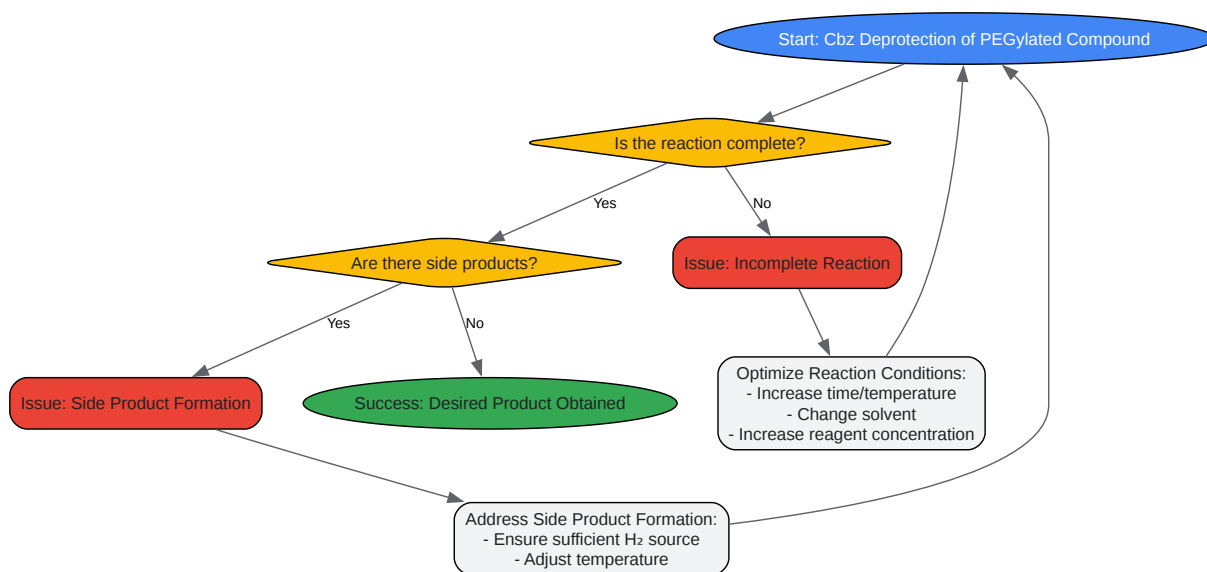 Start: Cbz Deprotection of PEGylated Compound
Is the reaction complete?
Yes
No
Are there side products?
Issue: Incomplete Reaction
Yes
No
Issue: Side Product Formation
Success: Desired Product Obtained
Optimize Reaction Conditions:
- Increase time/temperature
- Change solvent
- Increase reagent concentration
Address Side Product Formation:
- Ensure sufficient H₂ source
- Adjust temperature